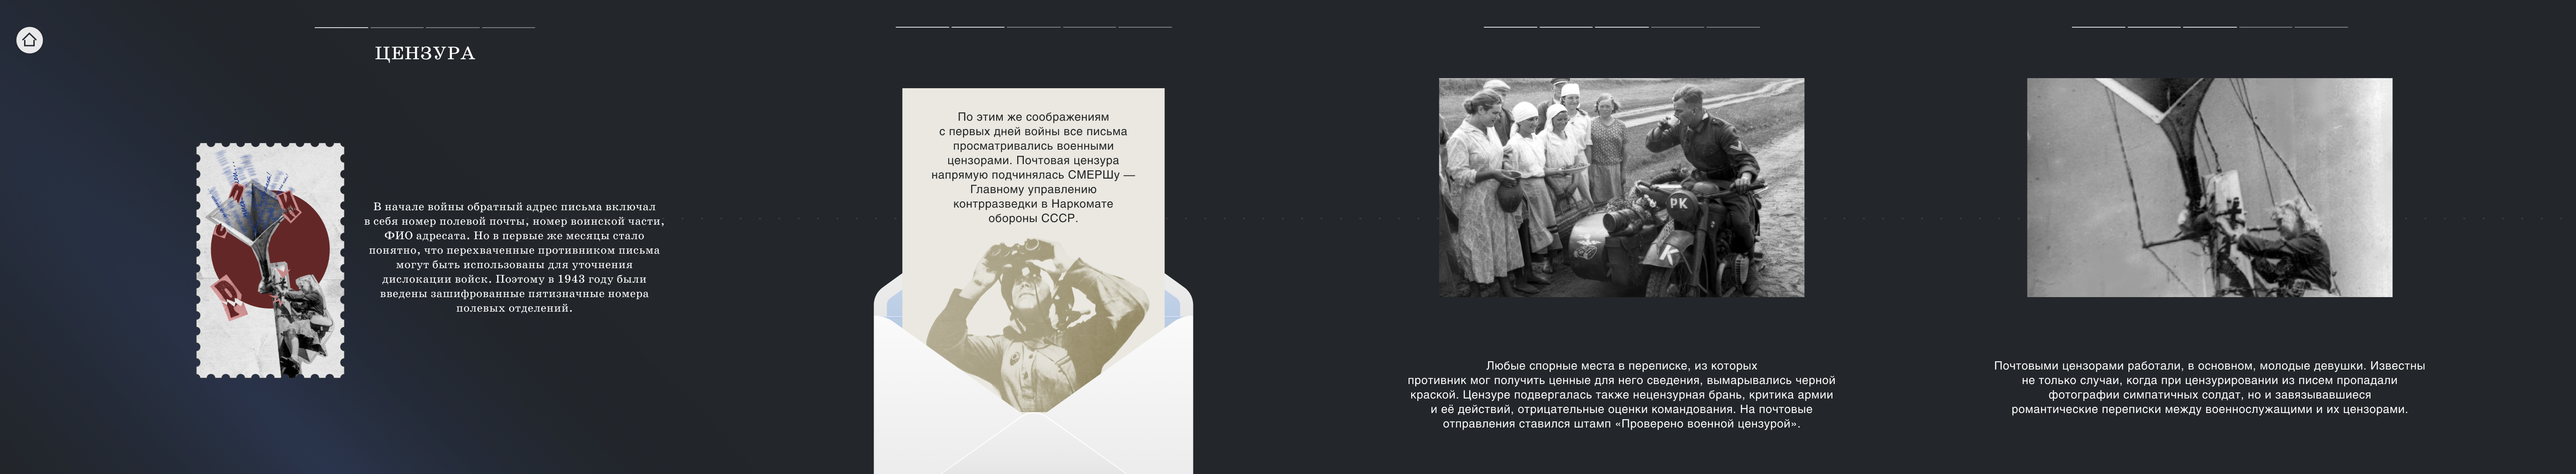 ЦЕНЗУРА
В начале войны обратный адрес письма включал
в себя номер полевой почты, номер воинской части,
ФИО адресата. Но в первые же месяцы стало
понятно, что перехваченные противником письма
могут быть использованы для уточнения
дислокации войск. Поэтому в 1943 году были
введены зашифрованные пятизначные номера
полевых отделений.
По этим же соображениям
с первых дней войны все письма
просматривались военными
цензорами. Почтовая цензура
напрямую подчинялась СМЕРШу —
Главному управлению
контрразведки в Наркомате
обороны СССР.
РК
К
Любые спорные места в переписке, из которых
противник мог получить ценные для него сведения, вымарывались черной
краской. Цензуре подвергалась также нецензурная брань, критика армии
и её действий, отрицательные оценки командования. На почтовые
отправления ставился штамп «Проверено военной цензурой».
Почтовыми цензорами работали, в основном, молодые девушки. Известны
не только случаи, когда при цензурировании из писем пропадали
фотографии симпатичных солдат, но и завязывавшиеся
романтические переписки между военнослужащими и их цензорами.